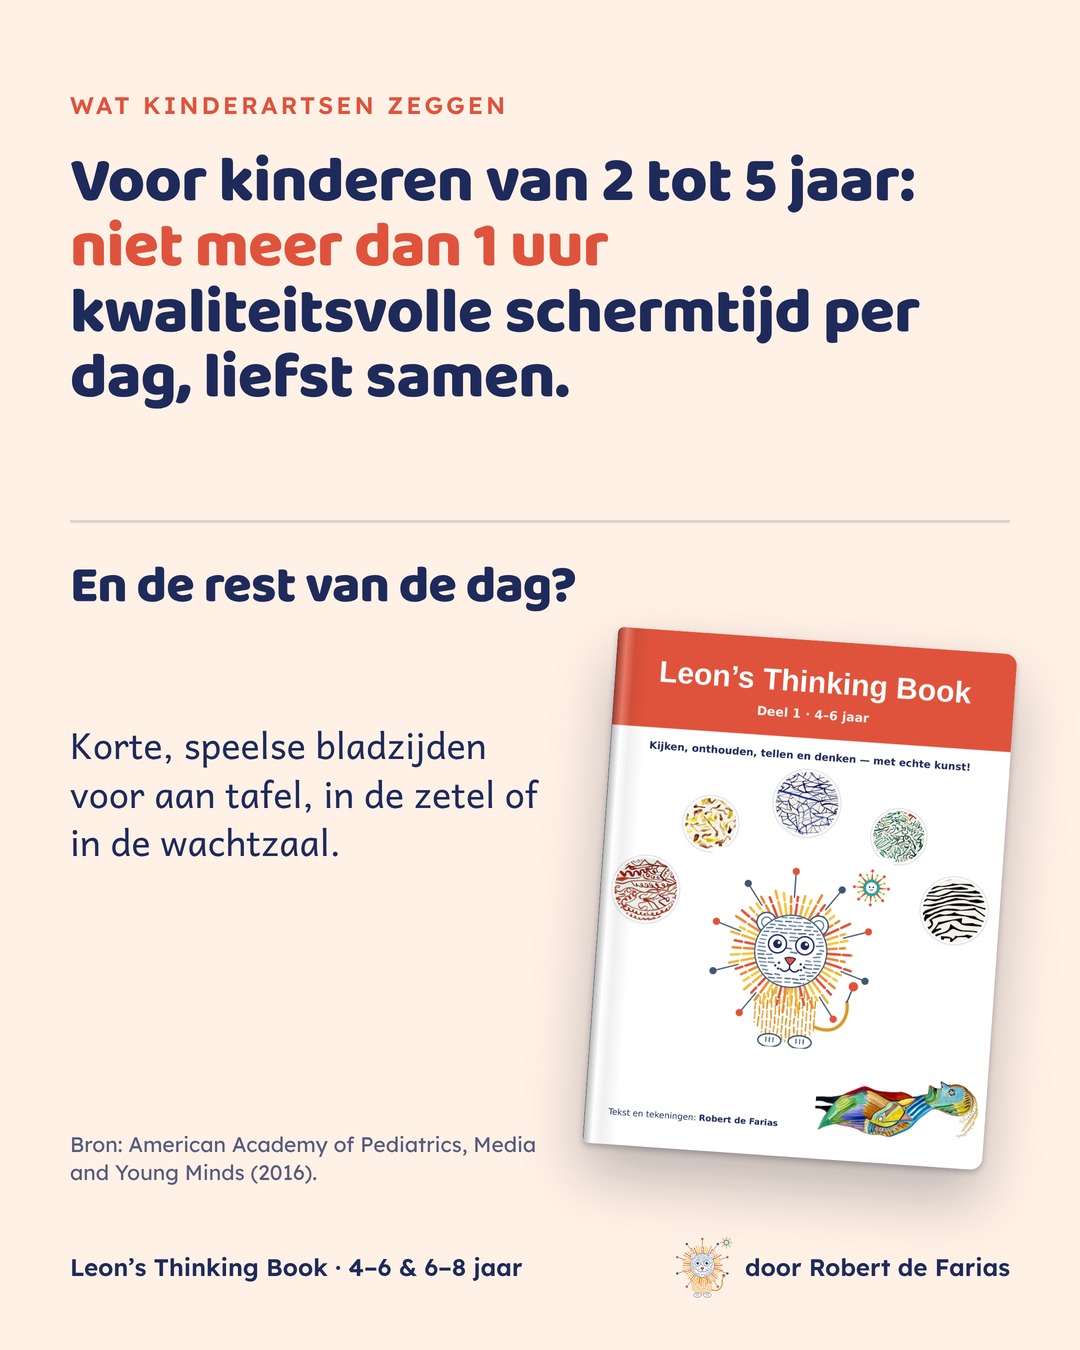 WAT KINDERARTSEN ZEGGEN
Voor kinderen van 2 tot 5 jaar:
niet meer dan 1 uur
kwaliteitsvolle schermtijd per
dag, liefst samen.
En de rest van de dag?
Korte, speelse bladzijden
voor aan tafel, in de zetel of
in de wachtzaal.
Leon’s Thinking Book
Deel 1 · 4–6 jaar
Kijken, onthouden, tellen en denken — met echte kunst!
Tekst en tekeningen: Robert de Farias
Bron: American Academy of Pediatrics, Media
and Young Minds (2016).
Leon’s Thinking Book · 4–6 & 6–8 jaar
door Robert de Farias